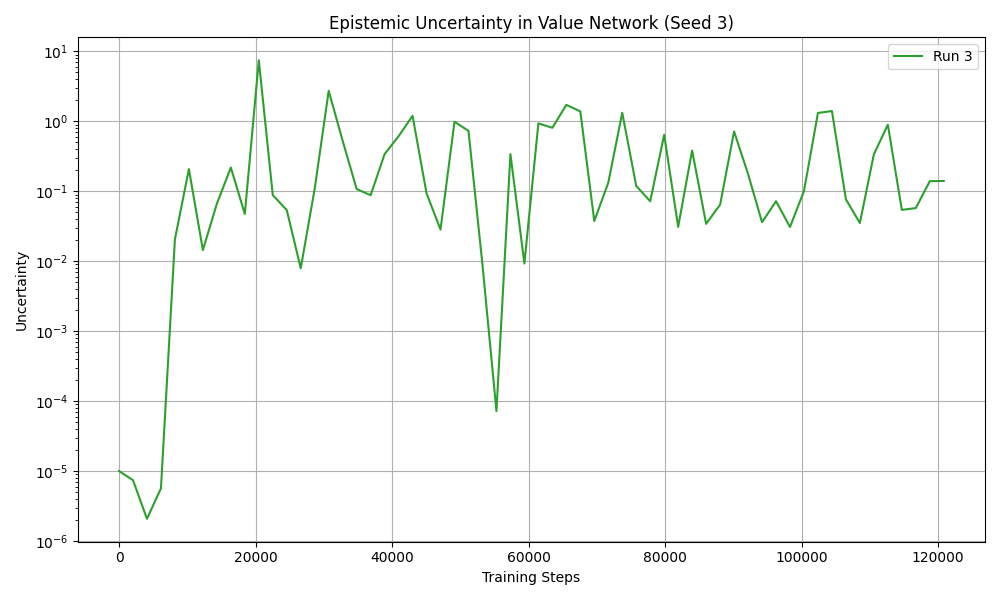 Epistemic Uncertainty in Value Network (Seed 3)
Run 3
Uncertainty
10^1
10^0
10^-1
10^-2
10^-3
10^-4
10^-5
10^-6
0 20000 40000 60000 80000 100000 120000
Training Steps